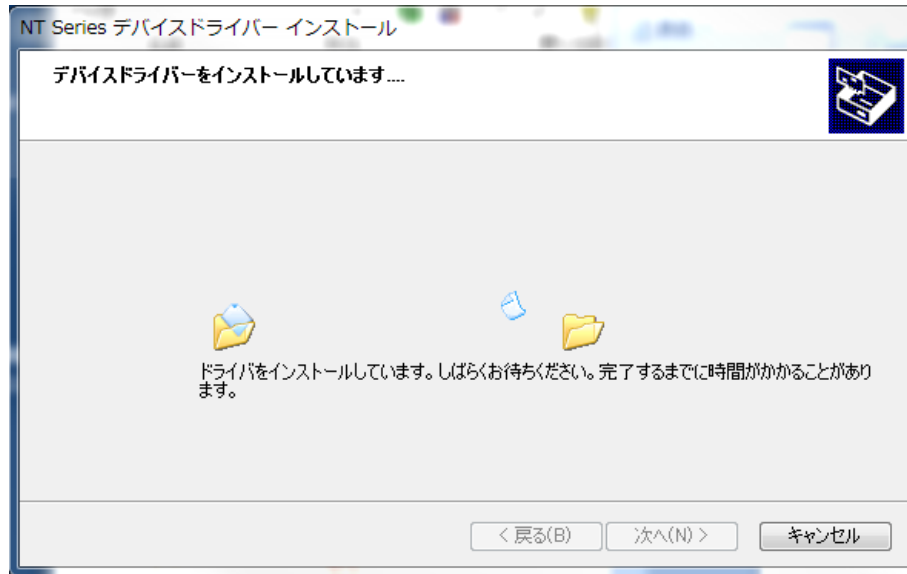 NT Series デバイスドライバー インストール
デバイスドライバーをインストールしています....
ドライバをインストールしています。しばらくお待ちください。完了するまでに時間がかかることがあり
ます。
< 戻る(B)
次へ(N) >
キャンセル